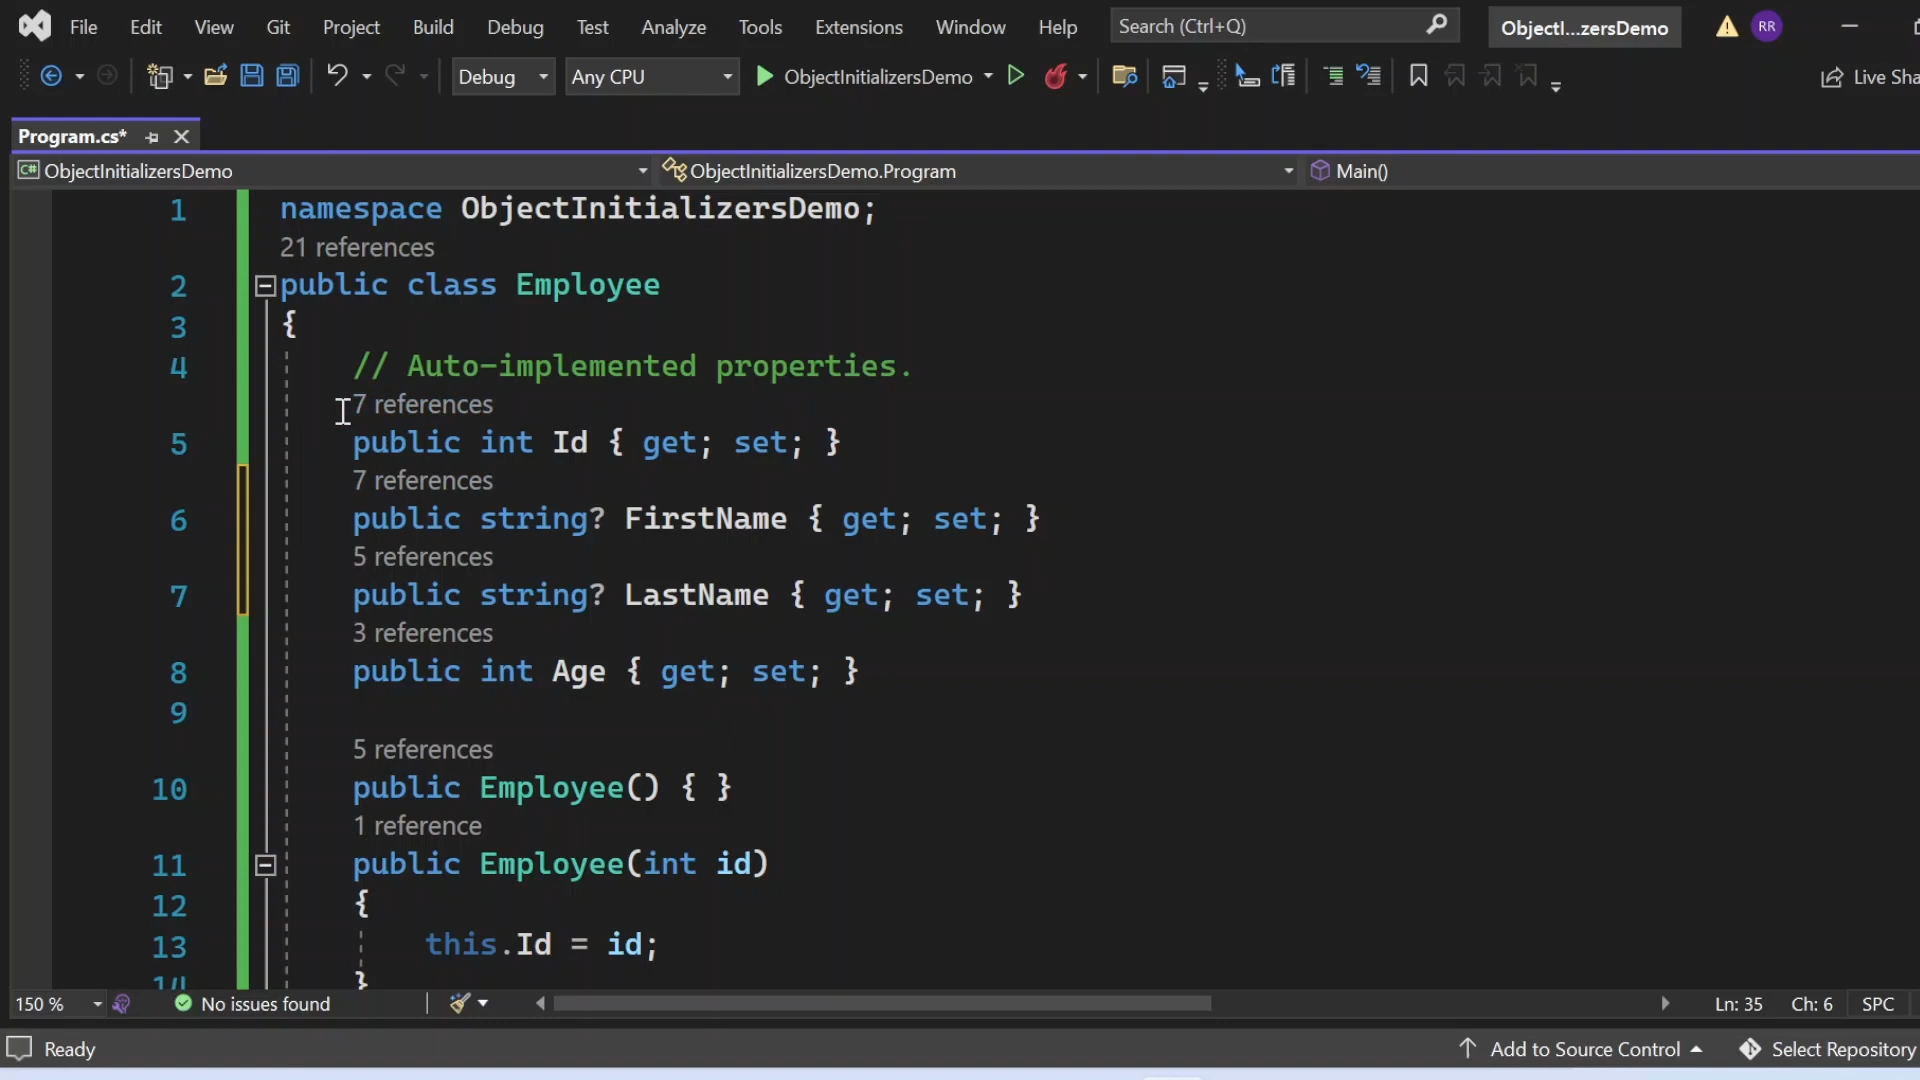 File Edit View Git Project Build Debug Test Analyze Tools Extensions Window Help Search (Ctrl+Q) ObjectI...zersDemo RR
Debug Any CPU ObjectInitializersDemo Live Sha
Program.cs*
C# ObjectInitializersDemo ObjectInitializersDemo.Program Main()
1 namespace ObjectInitializersDemo;
21 references
2 public class Employee
3 {
4 // Auto-implemented properties.
7 references
5 public int Id { get; set; }
7 references
6 public string? FirstName { get; set; }
5 references
7 public string? LastName { get; set; }
3 references
8 public int Age { get; set; }
9
5 references
10 public Employee() { }
1 reference
11 public Employee(int id)
12 {
13 this.Id = id;
14 }
150 % No issues found Ln: 35 Ch: 6 SPC
Ready Add to Source Control Select Repository